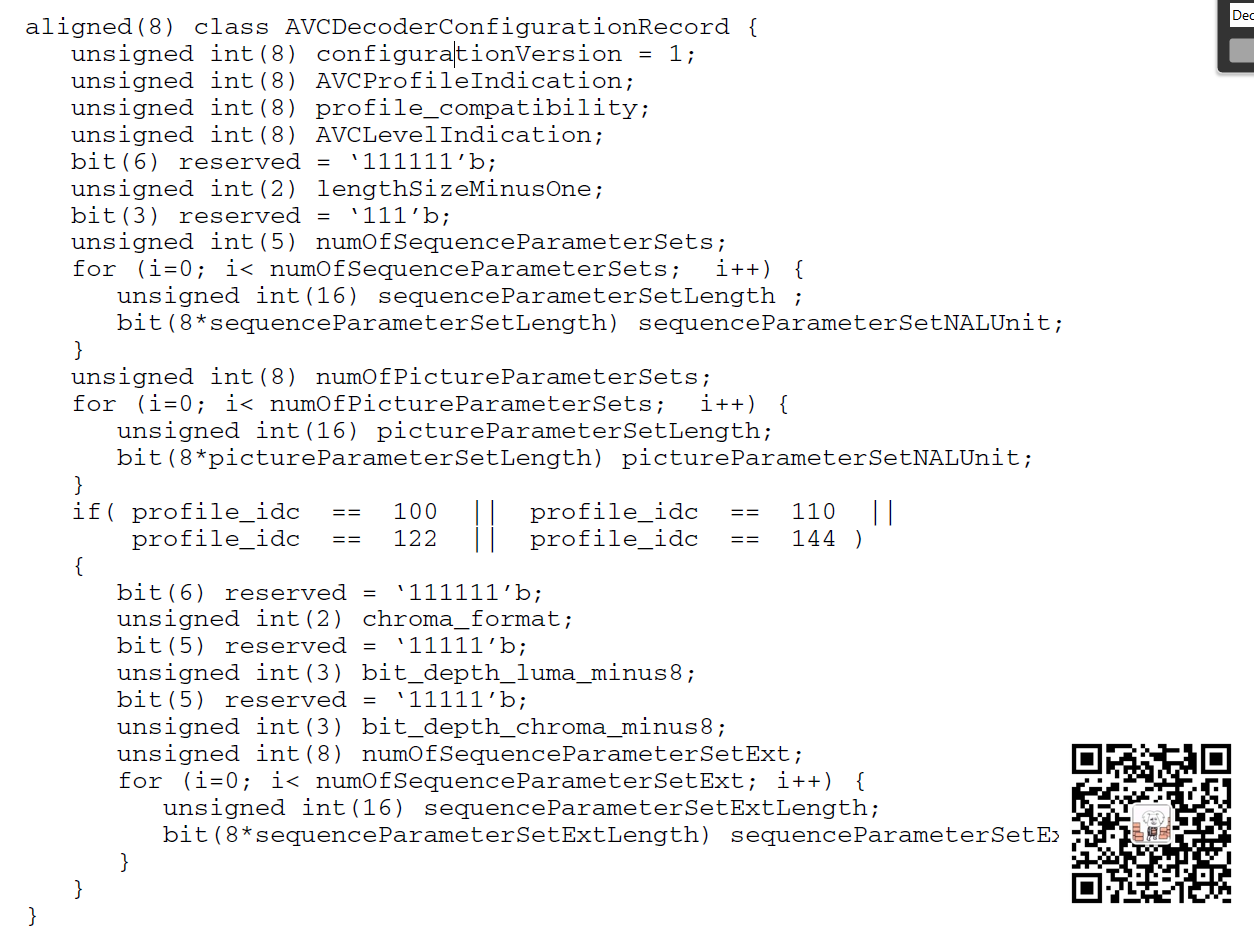 aligned(8) class AVCDecoderConfigurationRecord {
   unsigned int(8) configurationVersion = 1;
   unsigned int(8) AVCProfileIndication;
   unsigned int(8) profile_compatibility;
   unsigned int(8) AVCLevelIndication;
   bit(6) reserved = ‘111111’b;
   unsigned int(2) lengthSizeMinusOne;
   bit(3) reserved = ‘111’b;
   unsigned int(5) numOfSequenceParameterSets;
   for (i=0; i< numOfSequenceParameterSets;  i++) {
      unsigned int(16) sequenceParameterSetLength ;
      bit(8*sequenceParameterSetLength) sequenceParameterSetNALUnit;
   }
   unsigned int(8) numOfPictureParameterSets;
   for (i=0; i< numOfPictureParameterSets;  i++) {
      unsigned int(16) pictureParameterSetLength;
      bit(8*pictureParameterSetLength) pictureParameterSetNALUnit;
   }
   if( profile_idc  ==  100  ||  profile_idc  ==  110  ||
       profile_idc  ==  122  ||  profile_idc  ==  144 )
   {
      bit(6) reserved = ‘111111’b;
      unsigned int(2) chroma_format;
      bit(5) reserved = ‘11111’b;
      unsigned int(3) bit_depth_luma_minus8;
      bit(5) reserved = ‘11111’b;
      unsigned int(3) bit_depth_chroma_minus8;
      unsigned int(8) numOfSequenceParameterSetExt;
      for (i=0; i< numOfSequenceParameterSetExt; i++) {
         unsigned int(16) sequenceParameterSetExtLength;
         bit(8*sequenceParameterSetExtLength) sequenceParameterSetEx
      }
   }
}
Dec